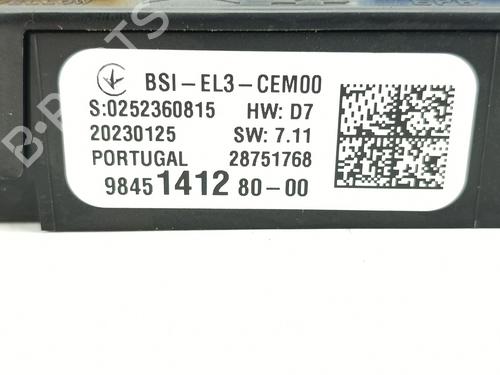 BSI-EL3-CEM00
S:0252360815 HW: D7
20230125 SW: 7.11
PORTUGAL 28751768
9845141280-00
B-PARTS